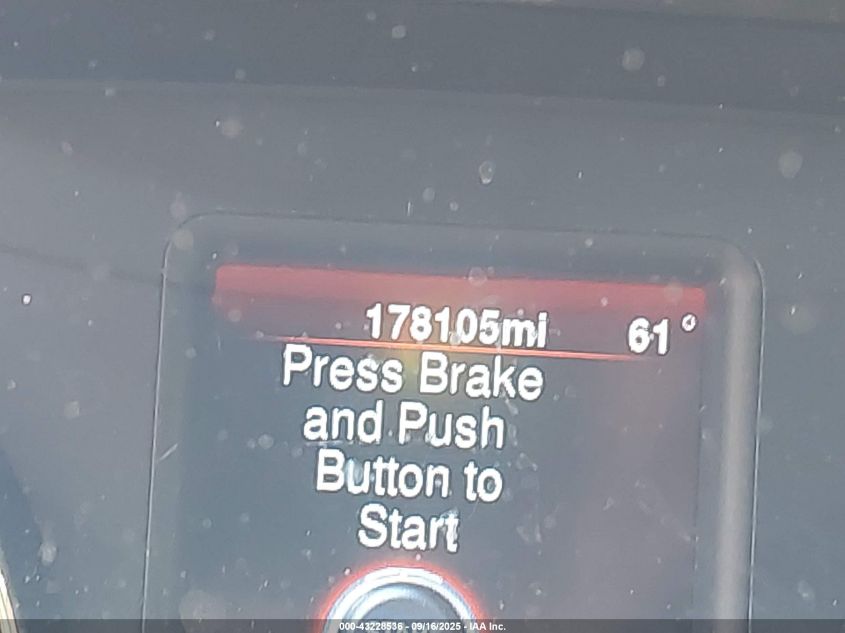 178105mi 61°
Press Brake
and Push
Button to
Start
000-43228536 - 09/16/2025 - IAA Inc.